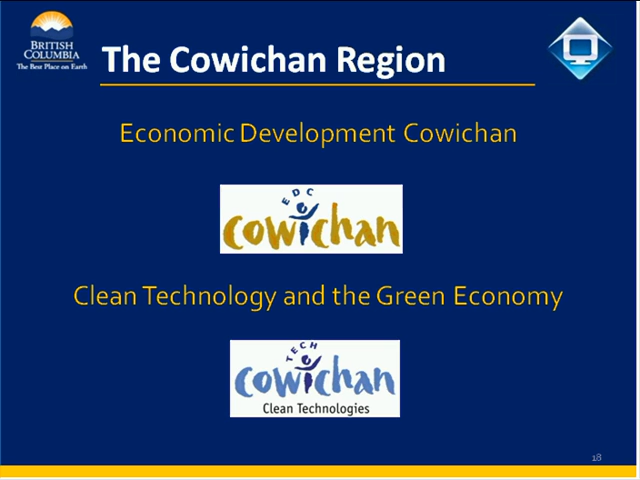 BRITISH
COLUMBIA
The Best Place on Earth
The Cowichan Region
Economic Development Cowichan
EDC
cowichan
Clean Technology and the Green Economy
TECH
cowichan
Clean Technologies
18